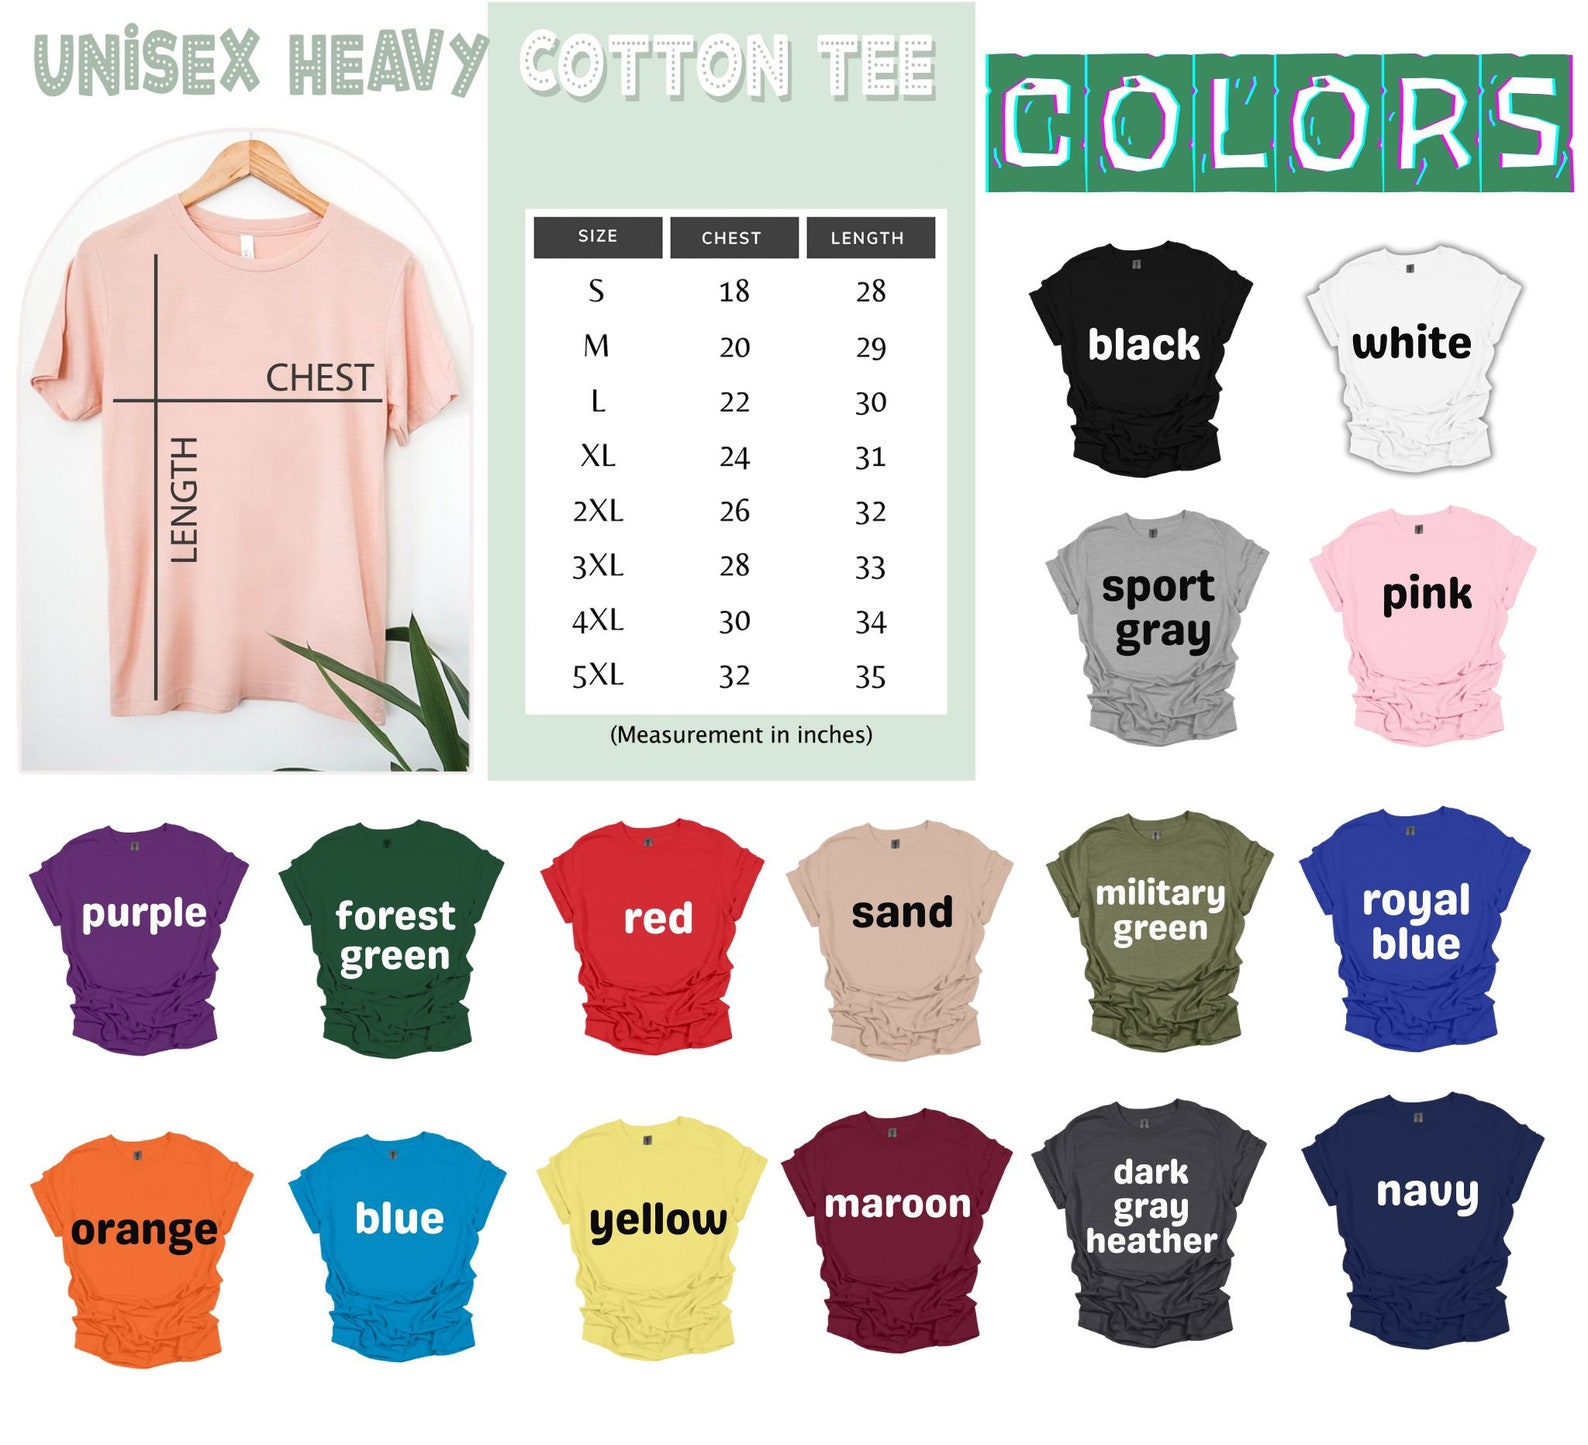 UNiSEX HEAVY COTTON TEE
COLORS
CHEST
LENGTH
SIZE CHEST LENGTH
S 18 28
M 20 29
L 22 30
XL 24 31
2XL 26 32
3XL 28 33
4XL 30 34
5XL 32 35
(Measurement in inches)
black
white
sport
gray
pink
purple
forest
green
red
sand
military
green
royal
blue
orange
blue
yellow
maroon
dark
gray
heather
navy